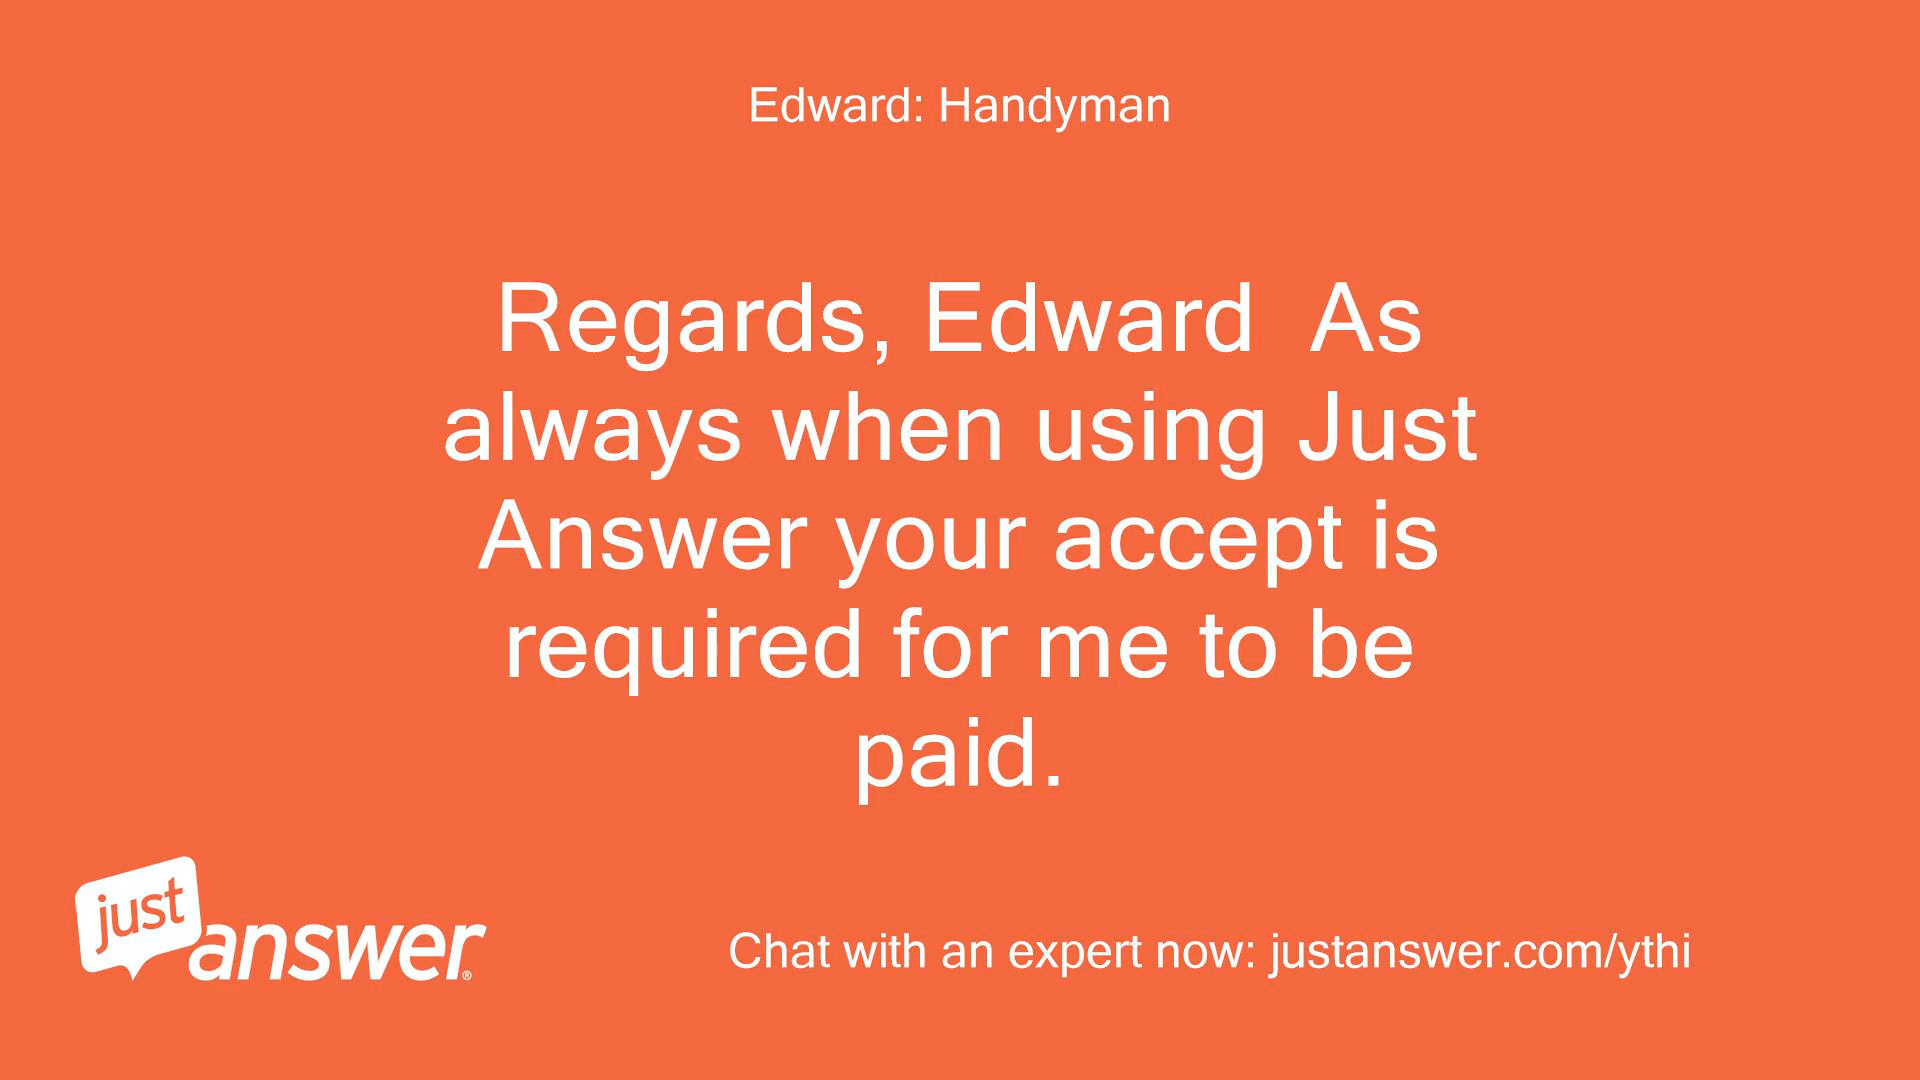 Edward: Handyman
Regards, Edward  As
always when using Just
Answer your accept is
required for me to be
paid.
just
answer®
Chat with an expert now: justanswer.com/ythi